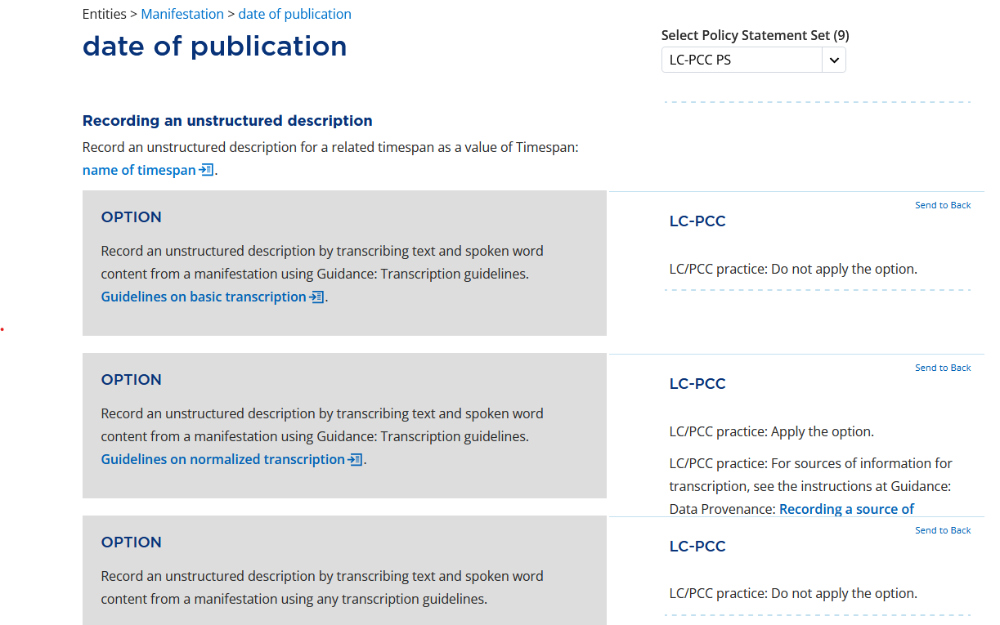 Entities > Manifestation > date of publication
date of publication
Select Policy Statement Set (9)
LC-PCC PS
Recording an unstructured description
Record an unstructured description for a related timespan as a value of Timespan:
name of timespan.
OPTION
Record an unstructured description by transcribing text and spoken word
content from a manifestation using Guidance: Transcription guidelines.
Guidelines on basic transcription.
Send to Back
LC-PCC
LC/PCC practice: Do not apply the option.
OPTION
Record an unstructured description by transcribing text and spoken word
content from a manifestation using Guidance: Transcription guidelines.
Guidelines on normalized transcription.
Send to Back
LC-PCC
LC/PCC practice: Apply the option.
LC/PCC practice: For sources of information for
transcription, see the instructions at Guidance:
Data Provenance: Recording a source of
OPTION
Record an unstructured description by transcribing text and spoken word
content from a manifestation using any transcription guidelines.
Send to Back
LC-PCC
LC/PCC practice: Do not apply the option.